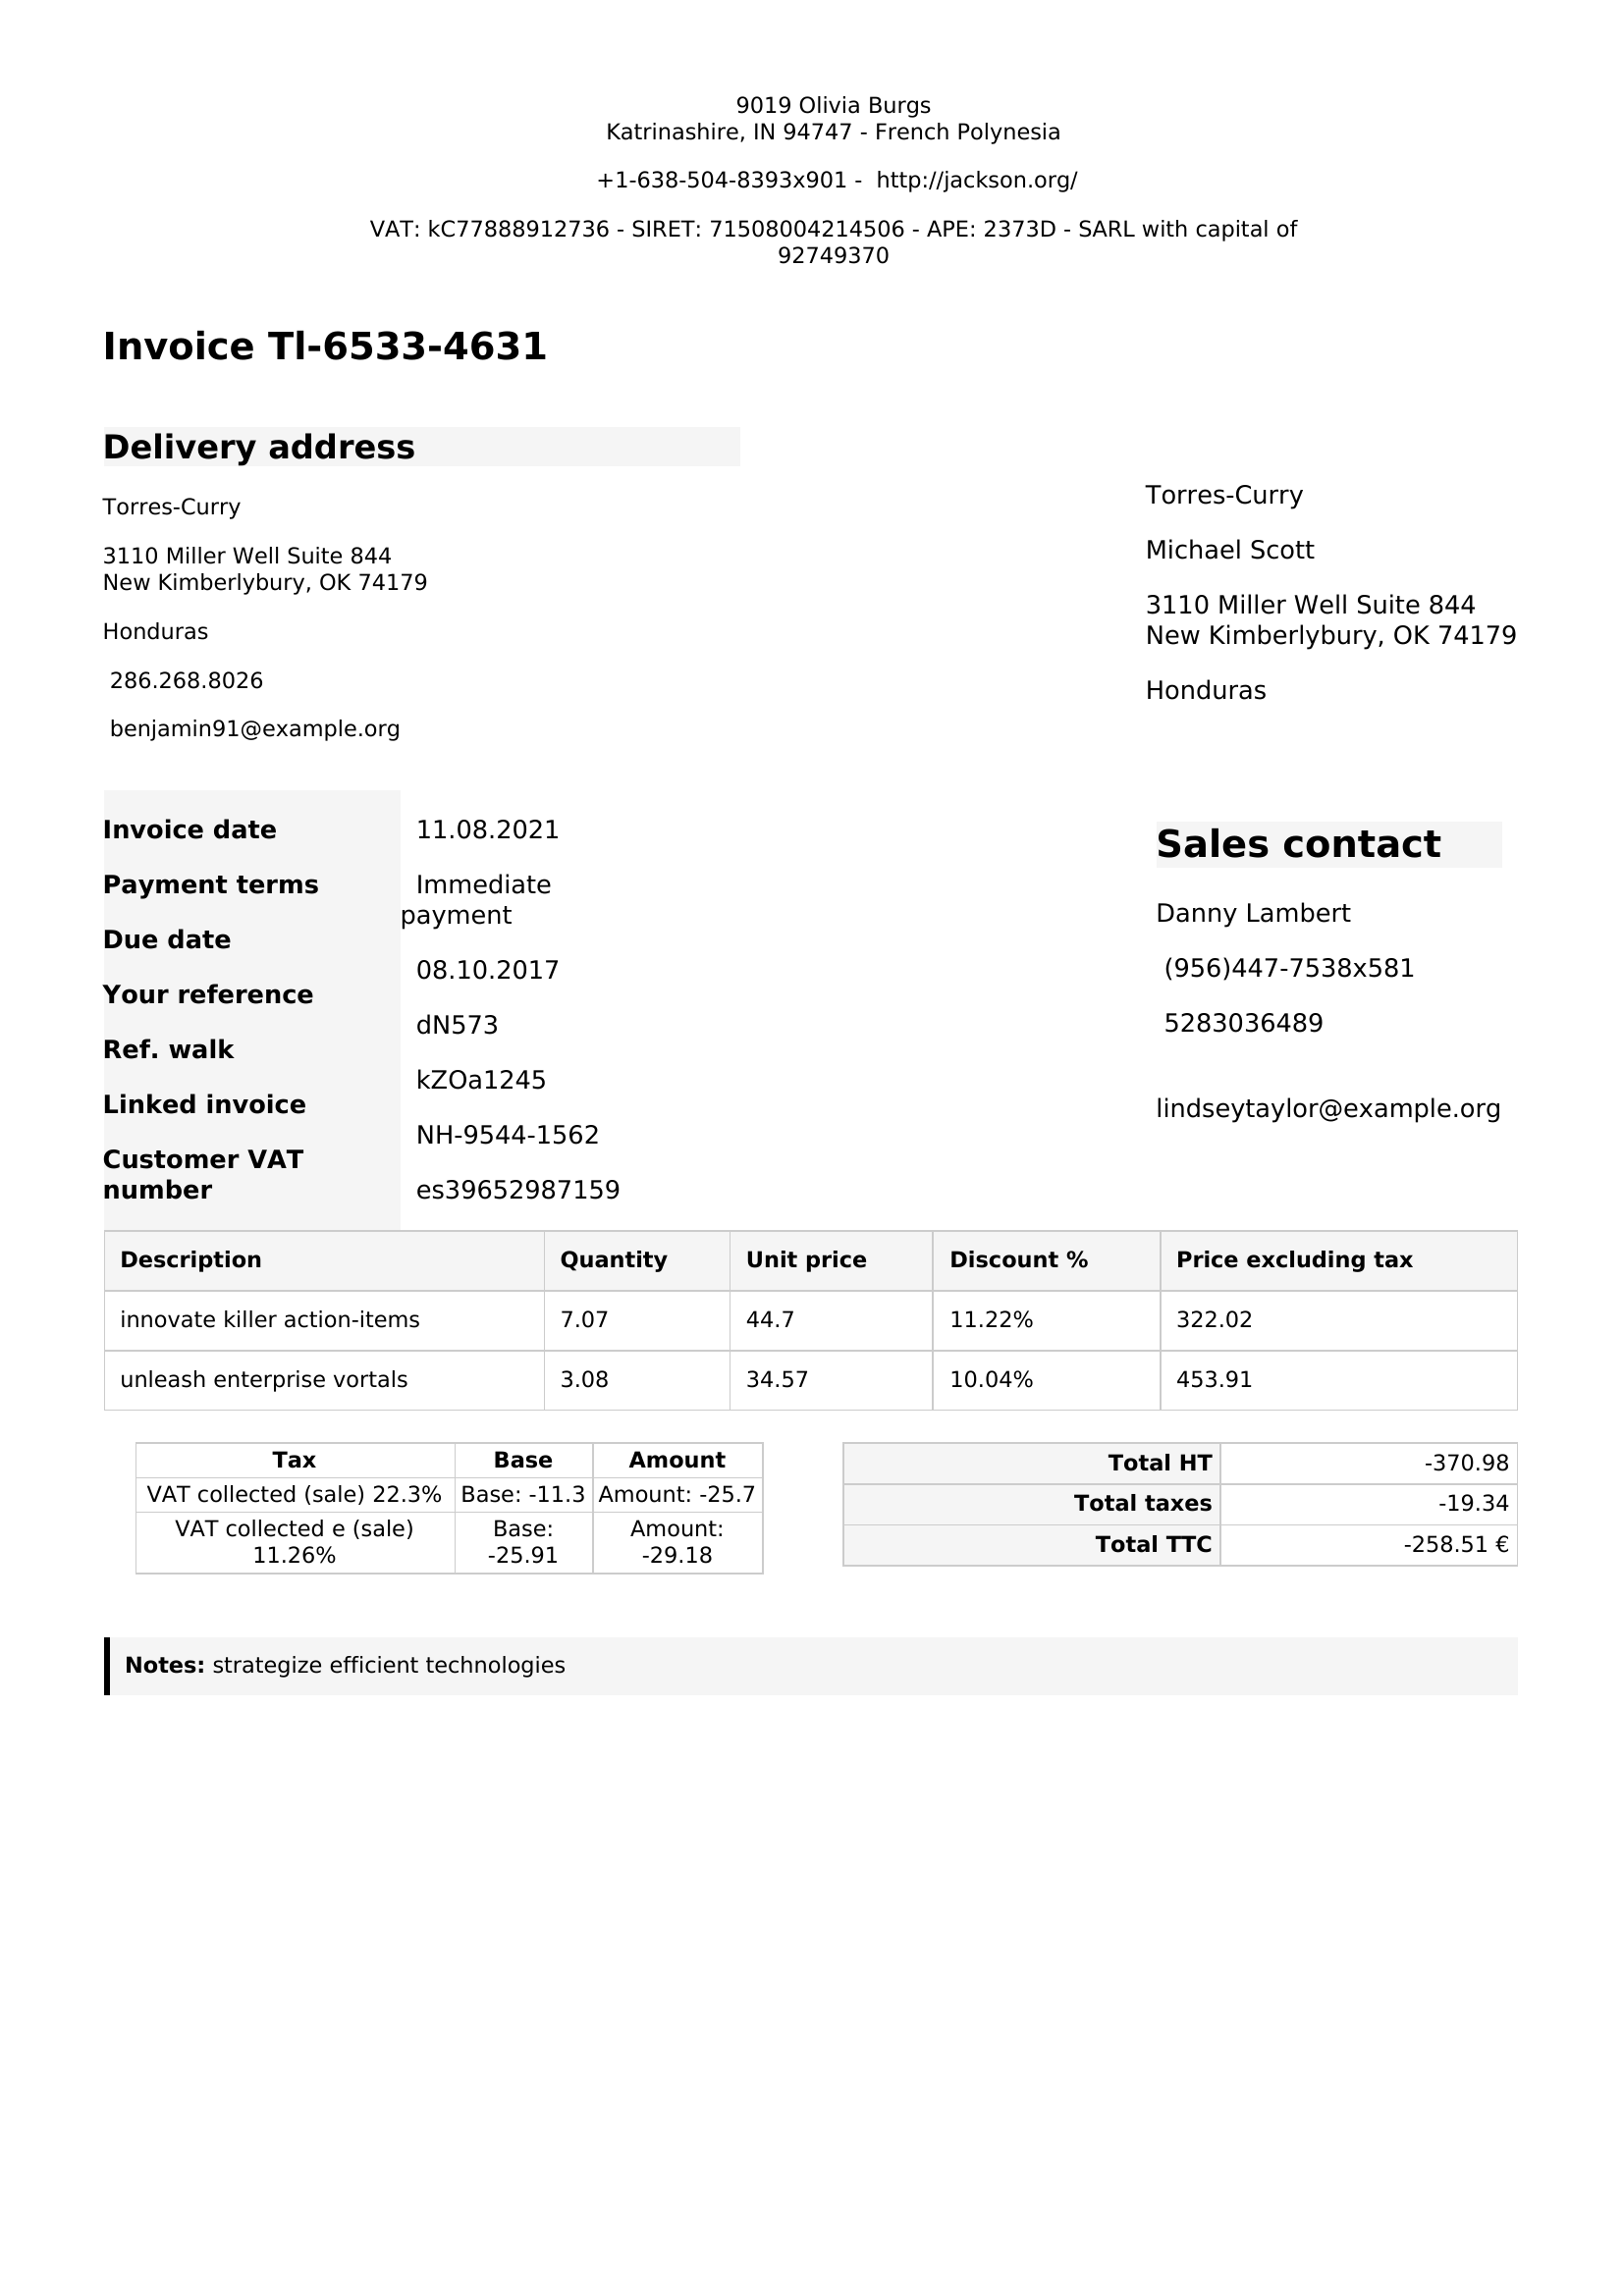 9019 Olivia Burgs
Katrinashire, IN 94747 - French Polynesia
+1-638-504-8393x901 -  http://jackson.org/
VAT: kC77888912736 - SIRET: 71508004214506 - APE: 2373D - SARL with capital of
92749370
Invoice Tl-6533-4631
Delivery address
Torres-Curry
3110 Miller Well Suite 844
New Kimberlybury, OK 74179
Honduras
286.268.8026
benjamin91@example.org
Torres-Curry
Michael Scott
3110 Miller Well Suite 844
New Kimberlybury, OK 74179
Honduras
Invoice date
Payment terms
Due date
Your reference
Ref. walk
Linked invoice
Customer VAT
number
11.08.2021
Immediate
payment
08.10.2017
dN573
kZOa1245
NH-9544-1562
es39652987159
Sales contact
Danny Lambert
(956)447-7538x581
5283036489
lindseytaylor@example.org
Description Quantity Unit price Discount % Price excluding tax
innovate killer action-items 7.07 44.7 11.22% 322.02
unleash enterprise vortals 3.08 34.57 10.04% 453.91
Tax Base Amount
VAT collected (sale) 22.3% Base: -11.3 Amount: -25.7
VAT collected e (sale) Base: Amount:
11.26% -25.91 -29.18
Total HT -370.98
Total taxes -19.34
Total TTC -258.51 €
Notes: strategize efficient technologies